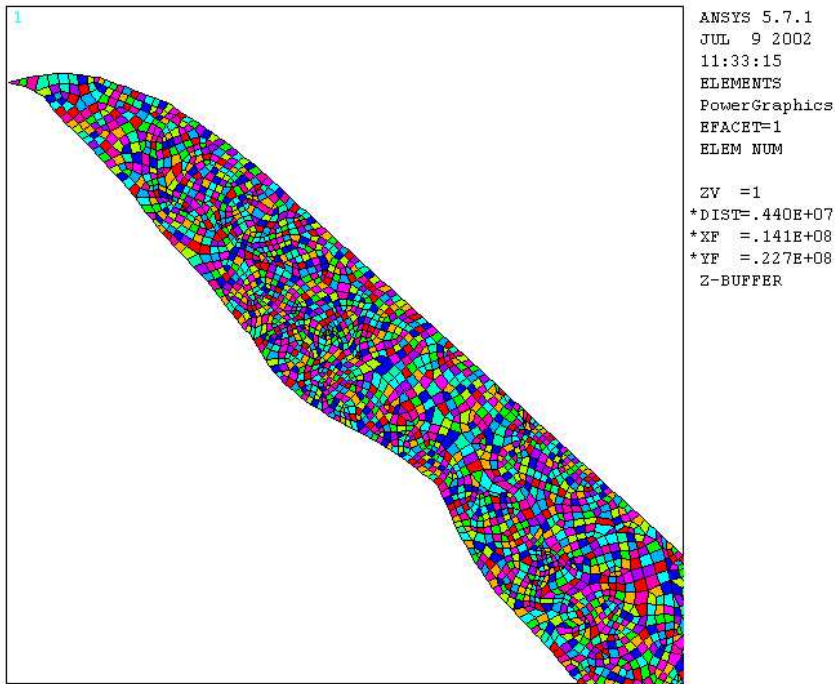 1
ANSYS 5.7.1
JUL 9 2002
11:33:15
ELEMENTS
PowerGraphics
EFACET=1
ELEM NUM
ZV =1
*DIST=.440E+07
*XF =.141E+08
*YF =.227E+08
Z-BUFFER